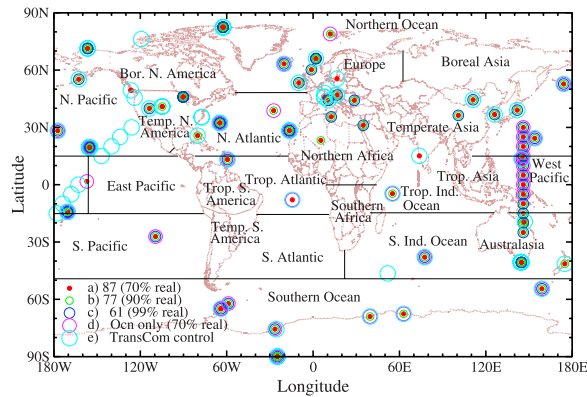 90N
60N
30N
0
30S
60S
90S
Latitude
Northern Ocean
Boreal Asia
Europe
Bor. N. America
N. Pacific
Temp. N.
America
N. Atlantic
Temperate Asia
Northern Africa
West
Pacific
East Pacific
Trop. S.
America
Trop. Atlantic
Trop. Ind.
Ocean
Trop. Asia
Southern
Africa
Temp. S.
America
S. Pacific
S. Atlantic
S. Ind. Ocean
Australasia
Southern Ocean
a) 87 (70% real)
b) 77 (90% real)
c) 61 (99% real)
d) Ocn only (70% real)
e) TransCom control
180W 120W 60W 0 60E 120E 180E
Longitude